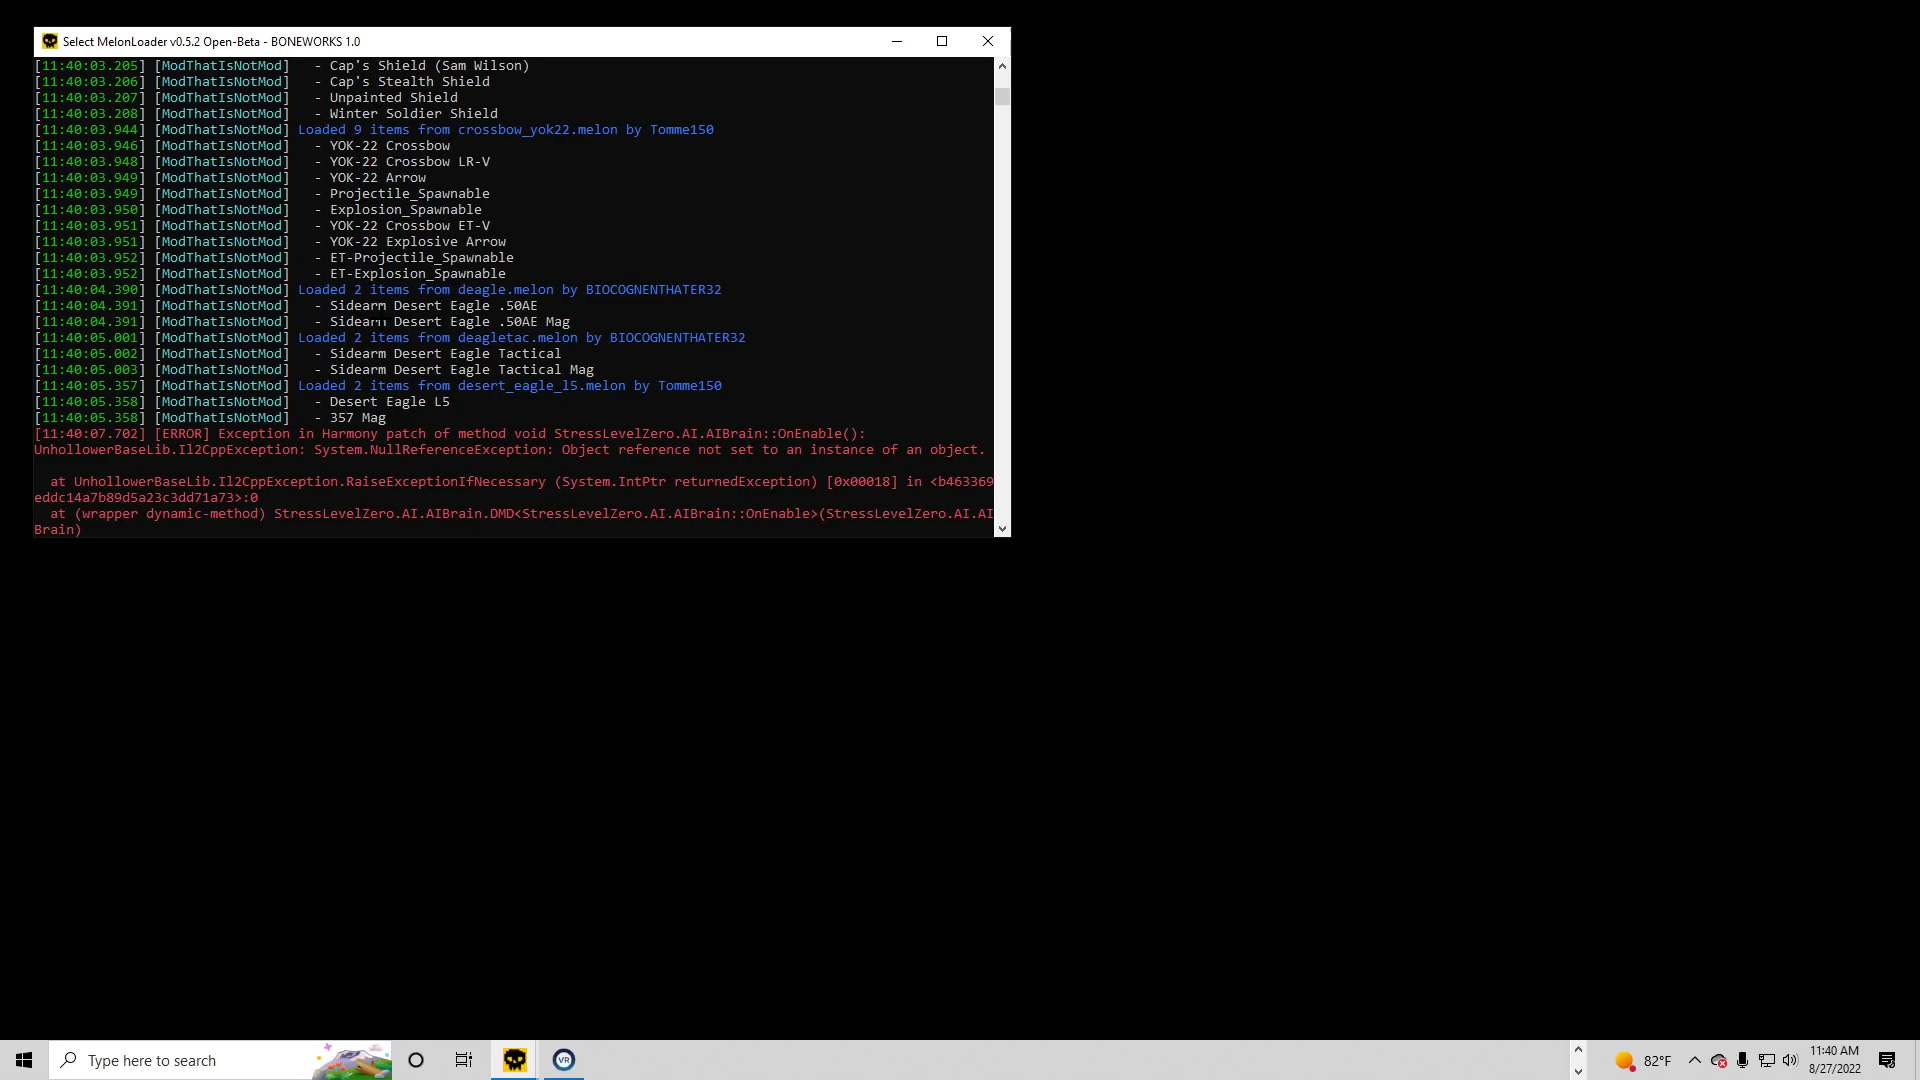 Select MelonLoader v0.5.2 Open-Beta - BONEWORKS 1.0
[11:40:03.205] [ModThatIsNotMod]   - Cap's Shield (Sam Wilson)
[11:40:03.206] [ModThatIsNotMod]   - Cap's Stealth Shield
[11:40:03.207] [ModThatIsNotMod]   - Unpainted Shield
[11:40:03.208] [ModThatIsNotMod]   - Winter Soldier Shield
[11:40:03.944] [ModThatIsNotMod] Loaded 9 items from crossbow_yok22.melon by Tomme150
[11:40:03.946] [ModThatIsNotMod]   - YOK-22 Crossbow
[11:40:03.948] [ModThatIsNotMod]   - YOK-22 Crossbow LR-V
[11:40:03.949] [ModThatIsNotMod]   - YOK-22 Arrow
[11:40:03.949] [ModThatIsNotMod]   - Projectile_Spawnable
[11:40:03.950] [ModThatIsNotMod]   - Explosion_Spawnable
[11:40:03.951] [ModThatIsNotMod]   - YOK-22 Crossbow ET-V
[11:40:03.951] [ModThatIsNotMod]   - YOK-22 Explosive Arrow
[11:40:03.952] [ModThatIsNotMod]   - ET-Projectile_Spawnable
[11:40:03.952] [ModThatIsNotMod]   - ET-Explosion_Spawnable
[11:40:04.390] [ModThatIsNotMod] Loaded 2 items from deagle.melon by BIOCOGNENTHATER32
[11:40:04.391] [ModThatIsNotMod]   - Sidearm Desert Eagle .50AE
[11:40:04.391] [ModThatIsNotMod]   - Sidearm Desert Eagle .50AE Mag
[11:40:05.001] [ModThatIsNotMod] Loaded 2 items from deagletac.melon by BIOCOGNENTHATER32
[11:40:05.002] [ModThatIsNotMod]   - Sidearm Desert Eagle Tactical
[11:40:05.003] [ModThatIsNotMod]   - Sidearm Desert Eagle Tactical Mag
[11:40:05.357] [ModThatIsNotMod] Loaded 2 items from desert_eagle_l5.melon by Tomme150
[11:40:05.358] [ModThatIsNotMod]   - Desert Eagle L5
[11:40:05.358] [ModThatIsNotMod]   - 357 Mag
[11:40:07.702] [ERROR] Exception in Harmony patch of method void StressLevelZero.AI.AIBrain::OnEnable():
UnhollowerBaseLib.Il2CppException: System.NullReferenceException: Object reference not set to an instance of an object.
  at UnhollowerBaseLib.Il2CppException.RaiseExceptionIfNecessary (System.IntPtr returnedException) [0x00018] in <b463369
eddc14a7b89d5a23c3dd71a73>:0
  at (wrapper dynamic-method) StressLevelZero.AI.AIBrain.DMD<StressLevelZero.AI.AIBrain::OnEnable>(StressLevelZero.AI.AI
Brain)
Type here to search
VR
82°F
11:40 AM
8/27/2022